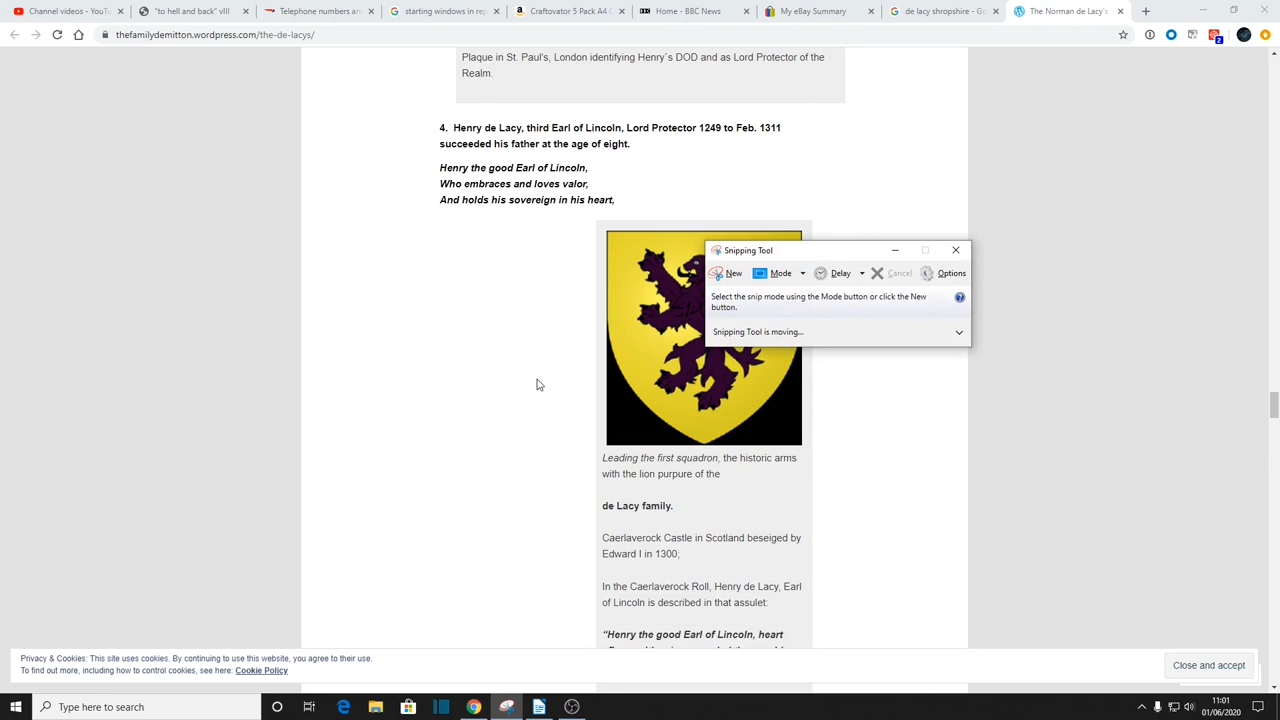 Channel videos - YouTu
"to hell and back" vIII
Telephone numbers an
starting windows in rep
Craftovator 5 Pack A4 C
Home - BBC News
My eBay Summary
de lacy shropshire - Go
The Norman de Lacy's
thefamilydemitton.wordpress.com/the-de-lacys/
2
Plaque in St. Paul's, London identifying Henry`s DOD and as Lord Protector of the
Realm.
4. Henry de Lacy, third Earl of Lincoln, Lord Protector 1249 to Feb. 1311
succeeded his father at the age of eight.
Henry the good Earl of Lincoln,
Who embraces and loves valor,
And holds his sovereign in his heart,
Snipping Tool
New Mode Delay Cancel Options
Select the snip mode using the Mode button or click the New
button.
Snipping Tool is moving...
Leading the first squadron, the historic arms
with the lion purpure of the
de Lacy family.
Caerlaverock Castle in Scotland beseiged by
Edward I in 1300;
In the Caerlaverock Roll, Henry de Lacy, Earl
of Lincoln is described in that assulet:
"Henry the good Earl of Lincoln, heart
Privacy & Cookies: This site uses cookies. By continuing to use this website, you agree to their use.
To find out more, including how to control cookies, see here: Cookie Policy
Close and accept
Type here to search
11:01
01/06/2020